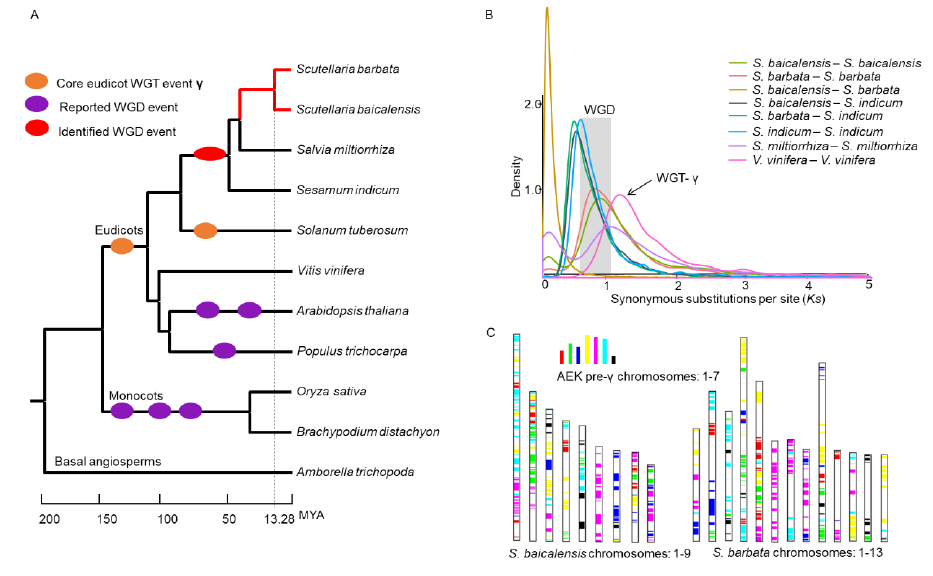 A
Core eudicot WGT event γ
Reported WGD event
Identified WGD event
Scutellaria barbata
Scutellaria baicalensis
Salvia miltiorrhiza
Sesamum indicum
Solanum tuberosum
Vitis vinifera
Arabidopsis thaliana
Populus trichocarpa
Oryza sativa
Brachypodium distachyon
Amborella trichopoda
Eudicots
Monocots
Basal angiosperms
200 150 100 50 13.28 MYA
B
S. baicalensis – S. baicalensis
S. barbata – S. barbata
S. baicalensis – S. barbata
S. baicalensis – S. indicum
S. barbata – S. indicum
S. indicum – S. indicum
S. miltiorrhiza – S. miltiorrhiza
V. vinifera – V. vinifera
WGD
WGT- γ
2.0
1.0
Density
0 1 2 3 4 5
Synonymous substitutions per site (Ks)
C
AEK pre-γ chromosomes: 1-7
S. baicalensis chromosomes: 1-9
S. barbata chromosomes: 1-13